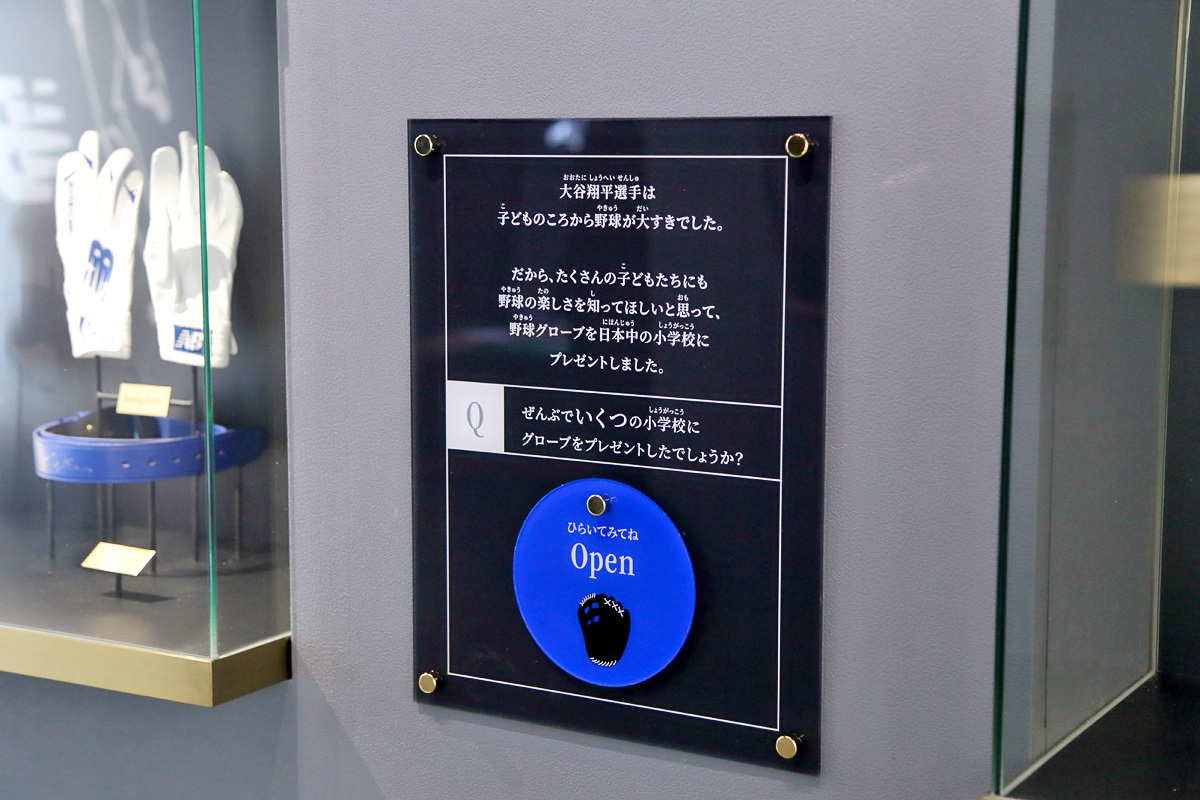 大谷翔平選手は
子どものころから野球が大すきでした。
だから、たくさんの子どもたちにも
野球の楽しさを知ってほしいと思って、
野球グローブを日本中の小学校に
プレゼントしました。
Q
ぜんぶでいくつの小学校に
グローブをプレゼントしたでしょうか?
ひらいてみてね
Open